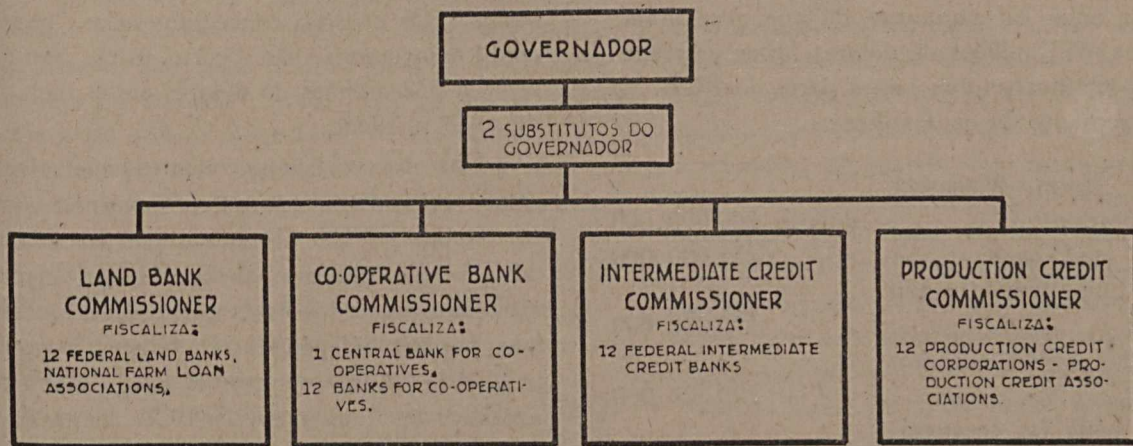 GOVERNADOR
2 SUBSTITUTOS DO
GOVERNADOR
LAND BANK
COMMISSIONER
FISCALIZA:
12 FEDERAL LAND BANKS,
NATIONAL FARM LOAN
ASSOCIATIONS,
CO-OPERATIVE BANK
COMMISSIONER
FISCALIZA:
1 CENTRAL BANK FOR CO-
OPERATIVES,
12 BANKS FOR CO-OPERATI-
VES.
INTERMEDIATE CREDIT
COMMISSIONER
FISCALIZA:
12 FEDERAL INTERMEDIATE
CREDIT BANKS
PRODUCTION CREDIT
COMMISSIONER
FISCALIZA:
12 PRODUCTION CREDIT
CORPORATIONS - PRO-
DUCTION CREDIT ASSO-
CIATIONS.